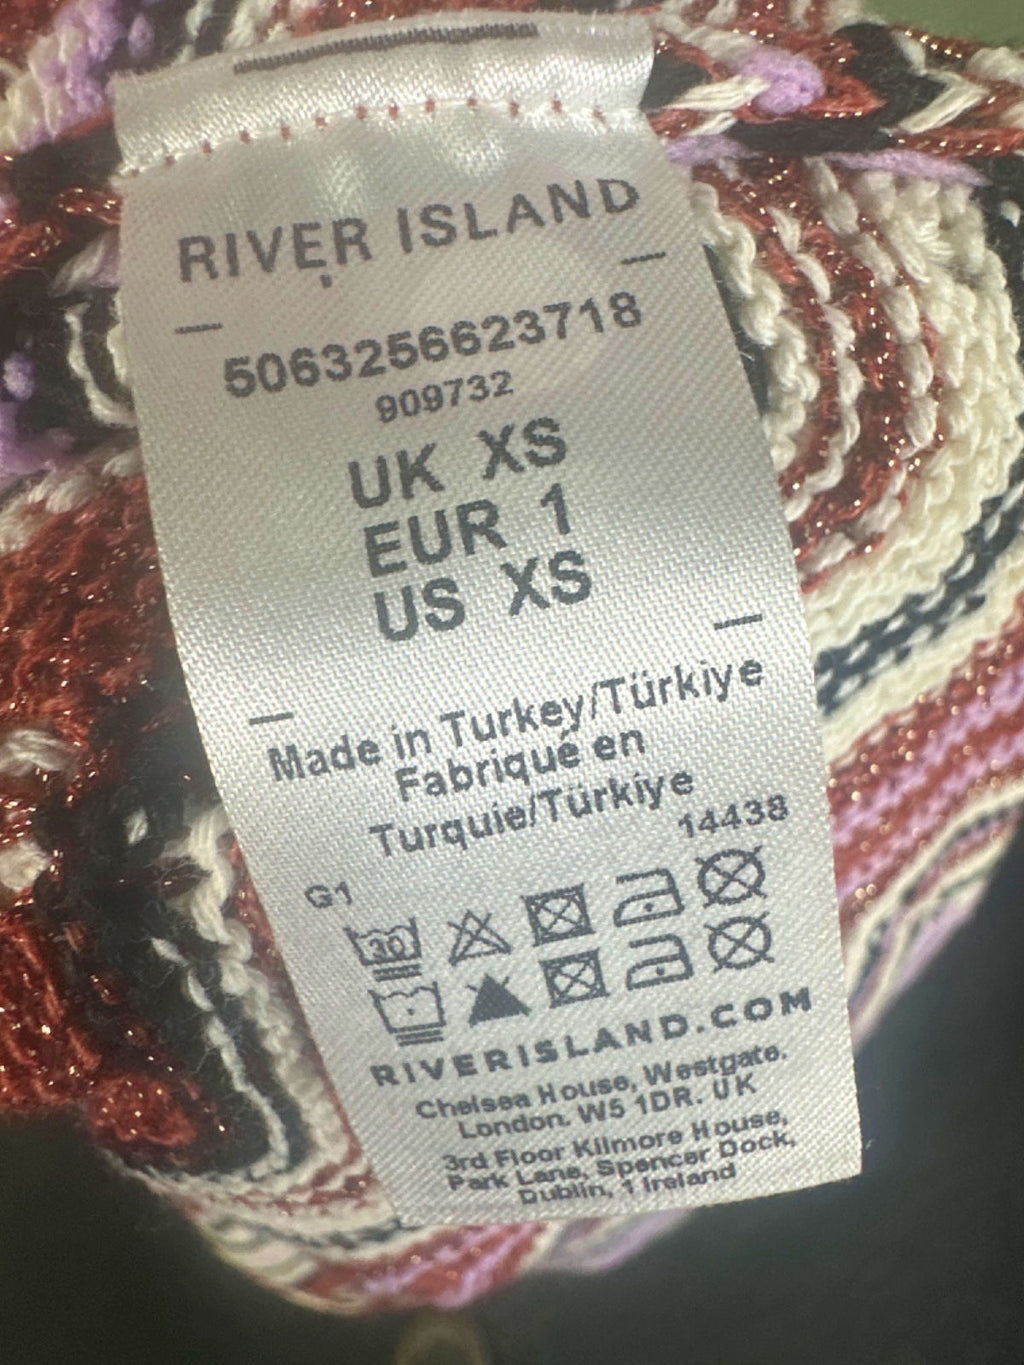 RIVER ISLAND
5063256623718
909732
UK XS
EUR 1
US XS
Made in Turkey/Türkiye
Fabriqué en
Turquie/Türkiye
14438
G1
30
RIVERISLAND.COM
Chelsea House, Westgate,
London. W5 1DR. UK
3rd Floor Kilmore House,
Park Lane, Spencer Dock,
Dublin, 1 Ireland